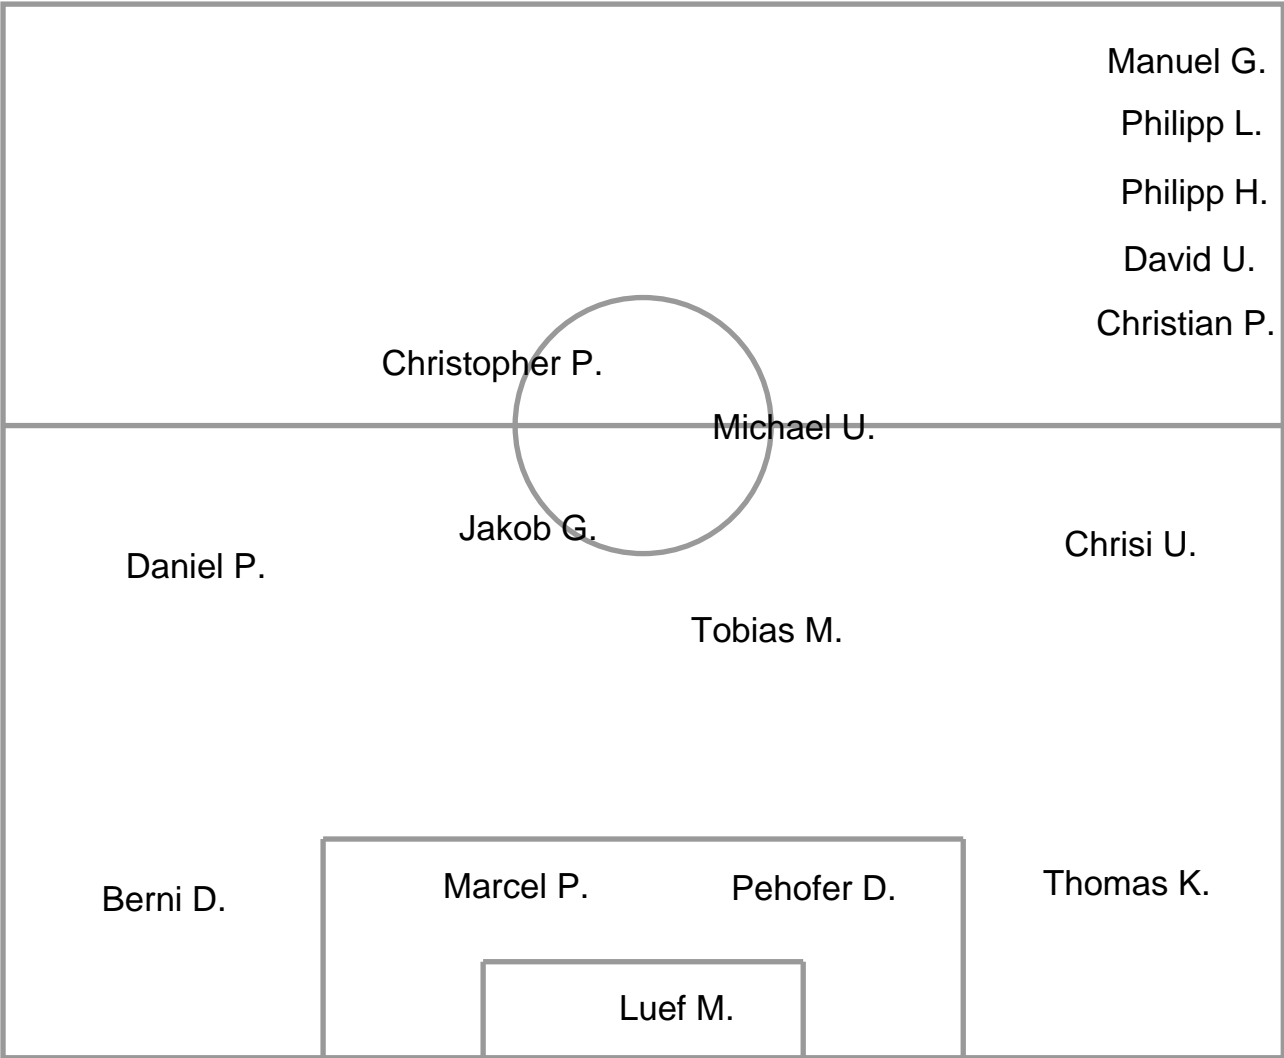 Manuel G.
Philipp L.
Philipp H.
David U.
Christian P.
Christopher P.
Michael U.
Jakob G.
Chrisi U.
Daniel P.
Tobias M.
Berni D.
Marcel P.
Pehofer D.
Thomas K.
Luef M.